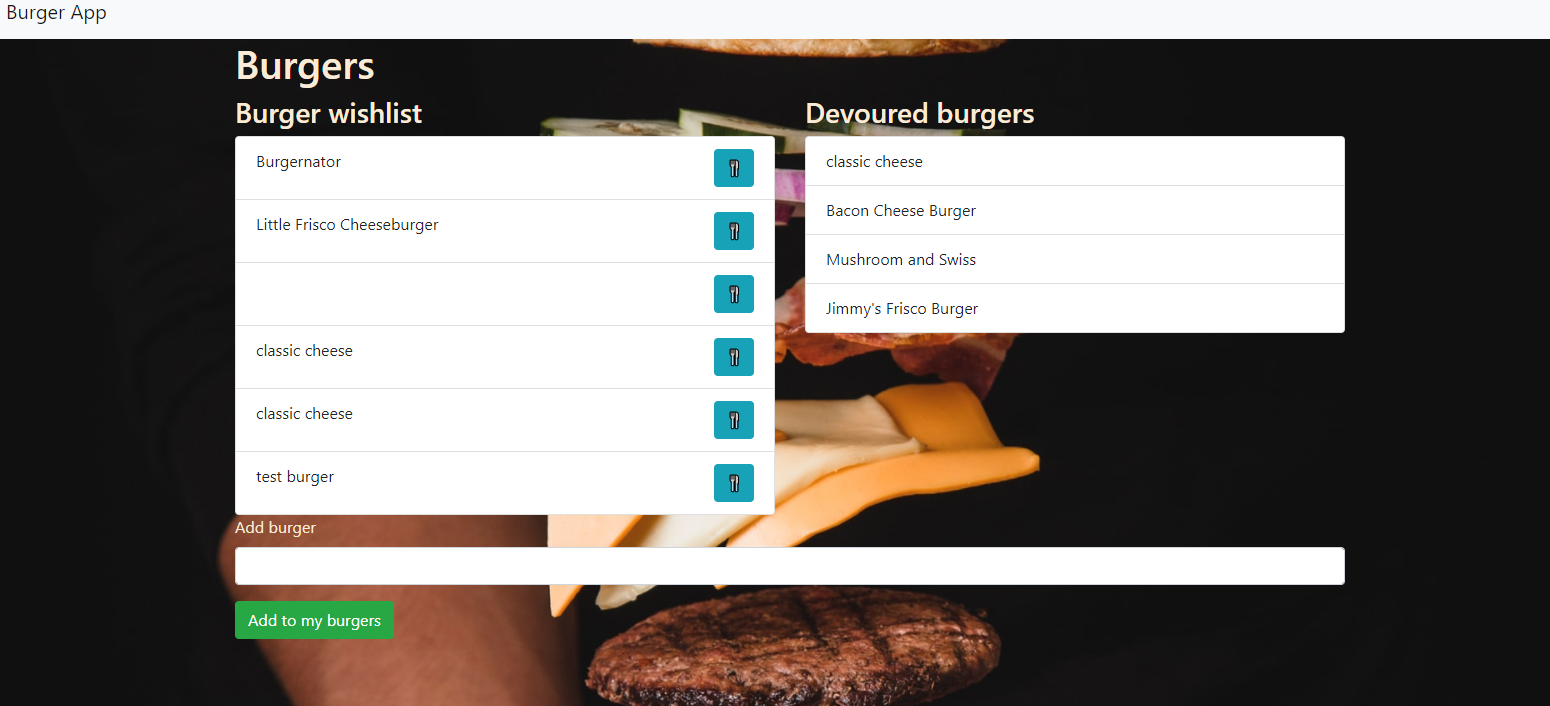 Burger App
Burgers
Burger wishlist
Burgernator
Little Frisco Cheeseburger
classic cheese
classic cheese
test burger
Devoured burgers
classic cheese
Bacon Cheese Burger
Mushroom and Swiss
Jimmy's Frisco Burger
Add burger
Add to my burgers